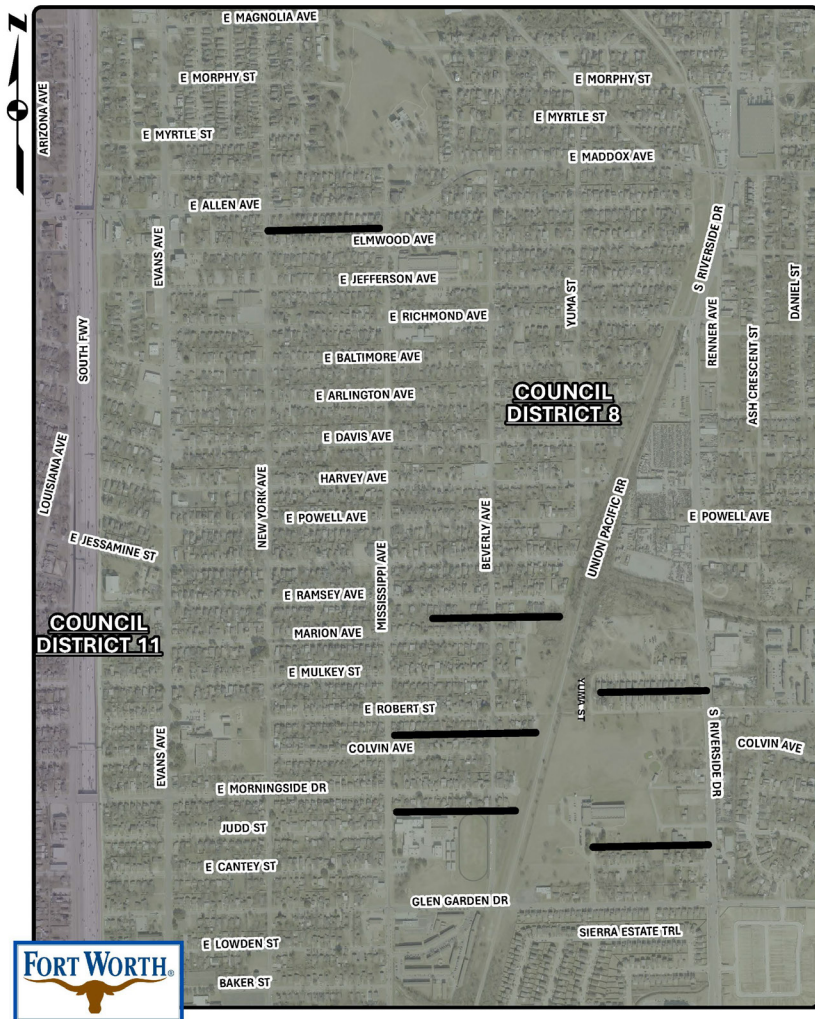 E MAGNOLIA AVE
Z
E MORPHY ST
E MORPHY ST
ARIZONA AVE
E MYRTLE ST
E MYRTLE ST
E MADDOX AVE
E ALLEN AVE
ELMWOOD AVE
EVANS AVE
S RIVERSIDE DR
E JEFFERSON AVE
DANIEL ST
YUMA ST
E RICHMOND AVE
RENNER AVE
SOUTH FWY
E BALTIMORE AVE
ASH CRESCENT ST
E ARLINGTON AVE
COUNCIL
DISTRICT 8
E DAVIS AVE
LOUISIANA AVE
HARVEY AVE
NEW YORK AVE
E POWELL AVE
BEVERLY AVE
UNION PACIFIC RR
E POWELL AVE
E JESSAMINE ST
MISSISSIPPI AVE
E RAMSEY AVE
COUNCIL
DISTRICT 11
MARION AVE
E MULKEY ST
YUMA ST
E ROBERT ST
COLVIN AVE
S RIVERSIDE DR
COLVIN AVE
EVANS AVE
E MORNINGSIDE DR
JUDD ST
E CANTEY ST
GLEN GARDEN DR
SIERRA ESTATE TRL
E LOWDEN ST
BAKER ST
FORT WORTH®